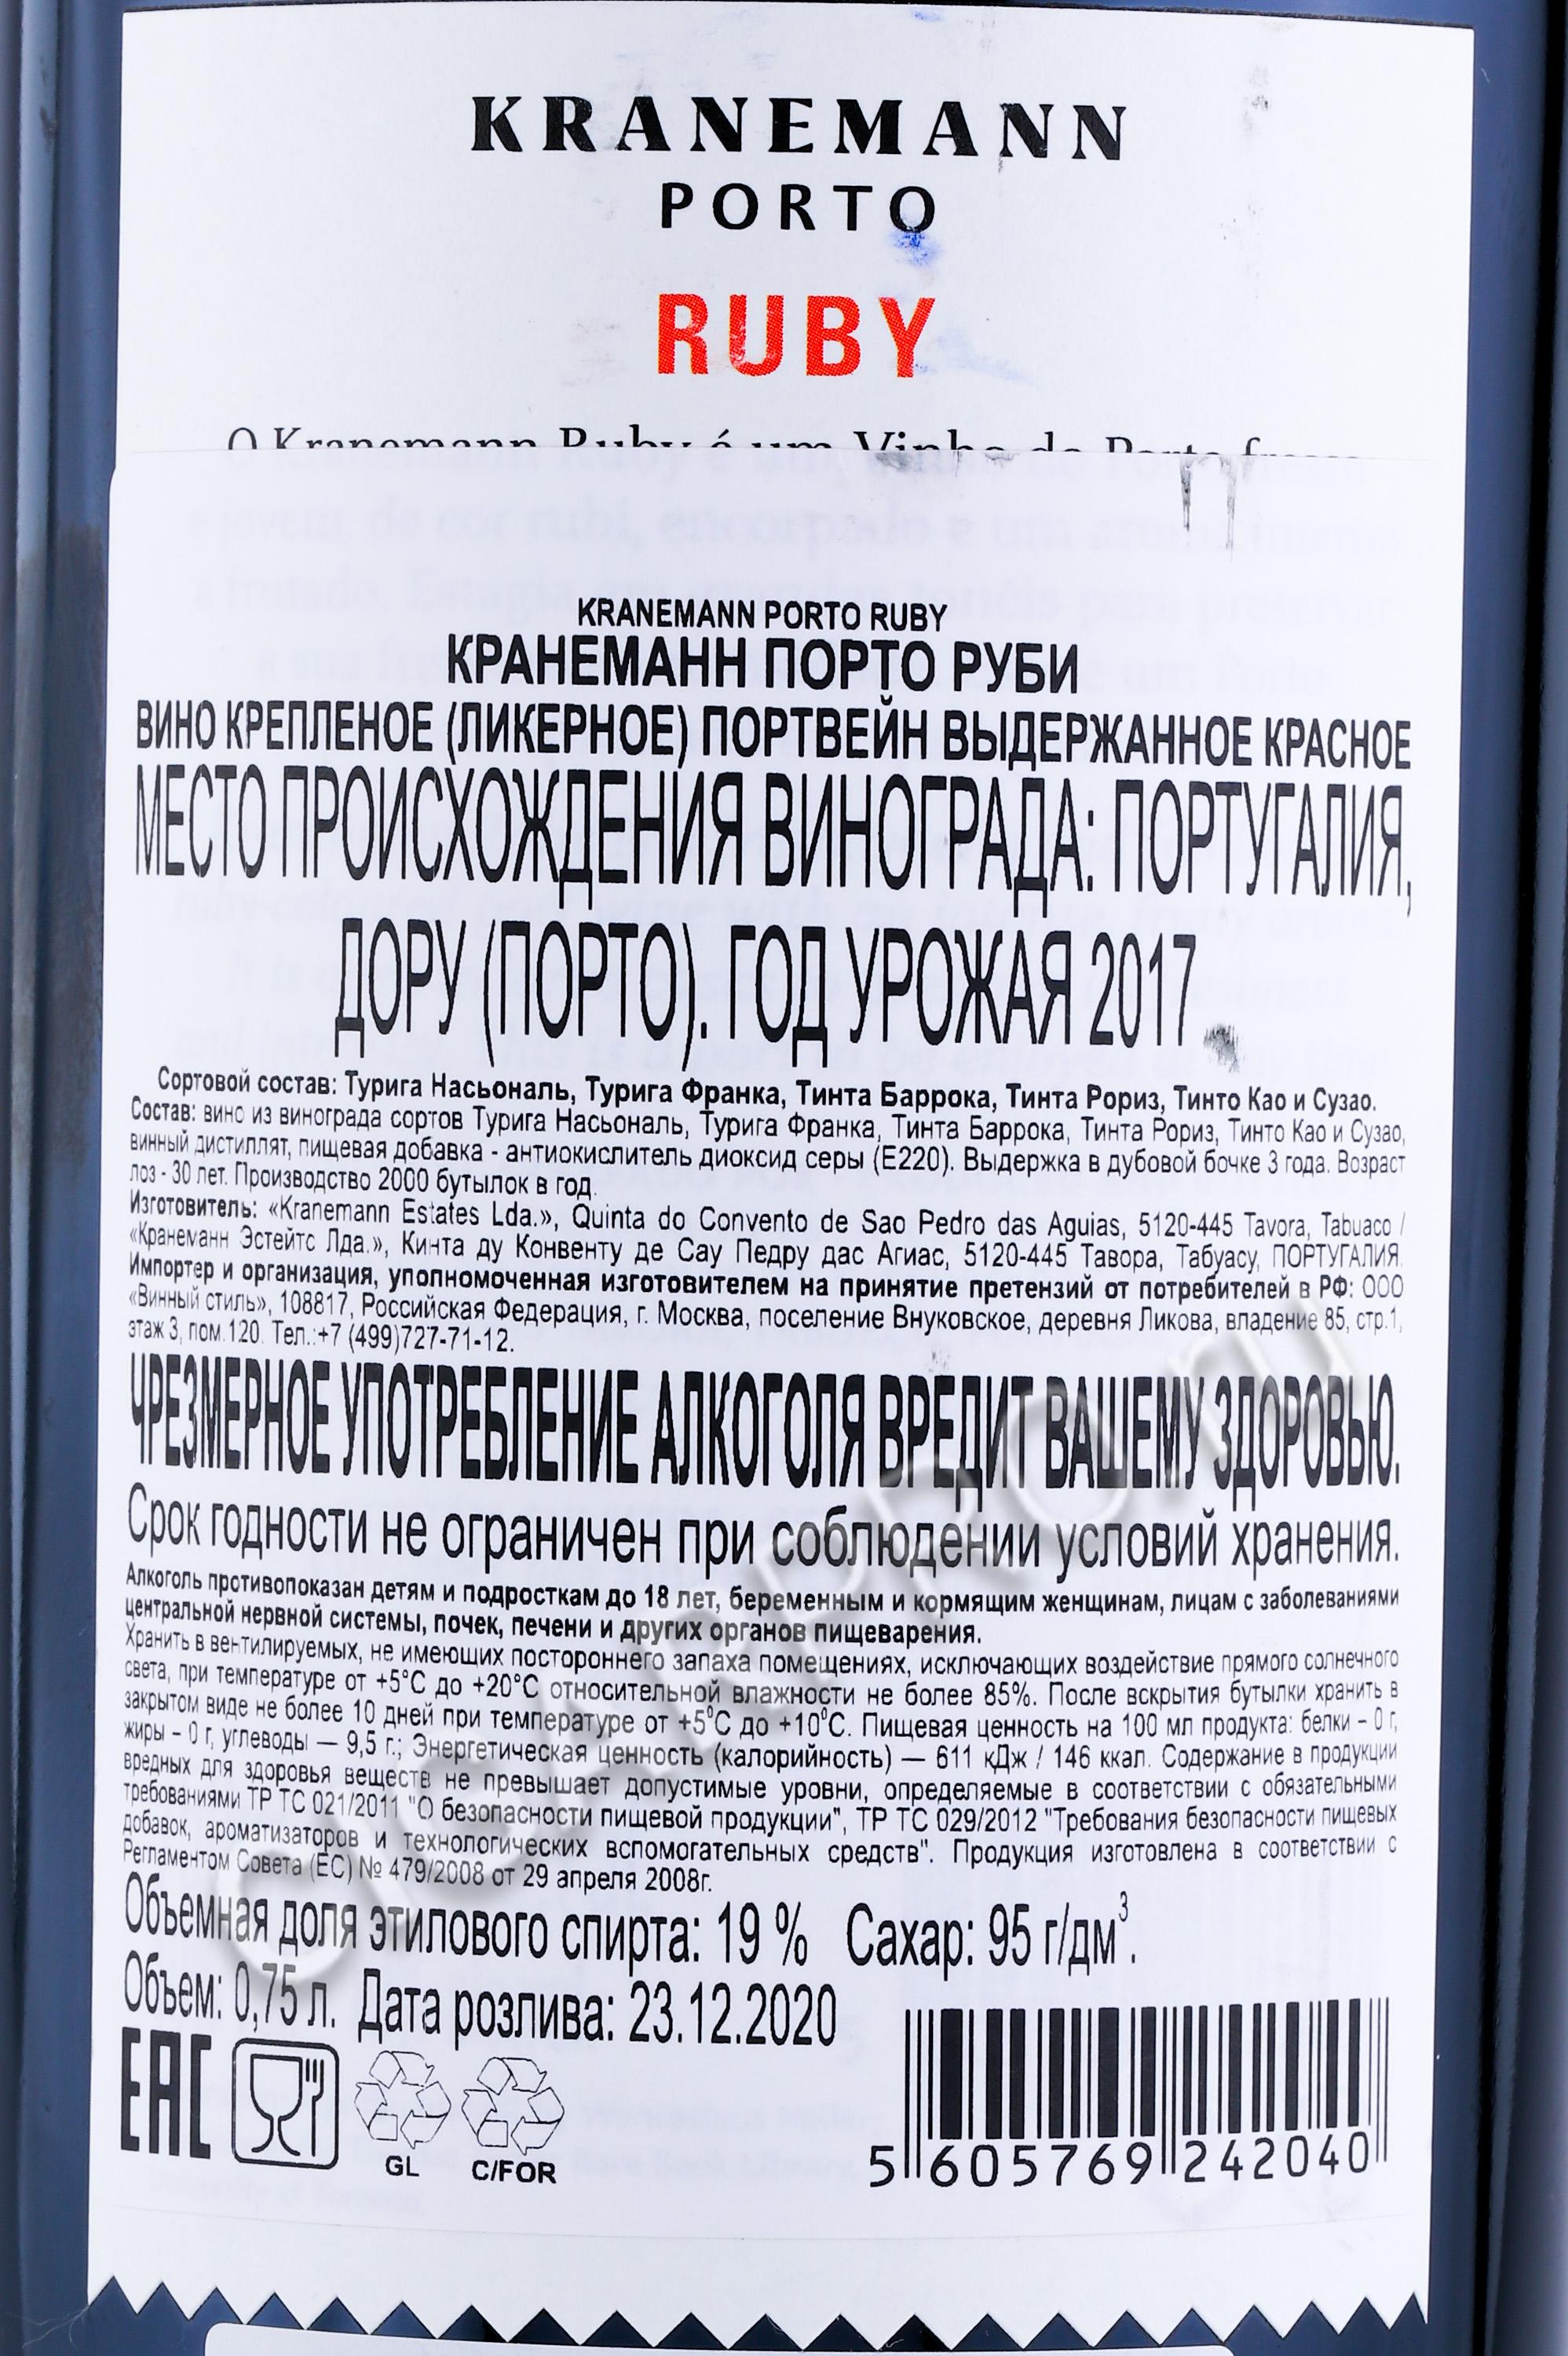 KRANEMANN
PORTO
RUBY
O Kranemann Ruby é um Vinho do Porto
KRANEMANN PORTO RUBY
КРАНЕМАНН ПОРТО РУБИ
ВИНО КРЕПЛЕНОЕ (ЛИКЕРНОЕ) ПОРТВЕЙН ВЫДЕРЖАННОЕ КРАСНОЕ
МЕСТО ПРОИСХОЖДЕНИЯ ВИНОГРАДА: ПОРТУГАЛИЯ,
ДОРУ (ПОРТО). ГОД УРОЖАЯ 2017
Сортовой состав: Турига Насьональ, Турига Франка, Тинта Баррока, Тинта Рориз, Тинто Као и Сузао.
Состав: вино из винограда сортов Турига Насьональ, Турига Франка, Тинта Баррока, Тинта Рориз, Тинто Као и Сузао,
винный дистиллят, пищевая добавка - антиокислитель диоксид серы (Е220). Выдержка в дубовой бочке 3 года. Возраст
лоз - 30 лет. Производство 2000 бутылок в год.
Изготовитель: «Kranemann Estates Lda.», Quinta do Convento de Sao Pedro das Aguias, 5120-445 Tavora, Tabuaco /
«Кранеманн Эстейтс Лда.», Кинта ду Конвенту де Сау Педру дас Агиас, 5120-445 Тавора, Табуасу, ПОРТУГАЛИЯ.
Импортер и организация, уполномоченная изготовителем на принятие претензий от потребителей в РФ: ООО
«Винный стиль», 108817, Российская Федерация, г. Москва, поселение Внуковское, деревня Ликова, владение 85, стр.1,
этаж 3, пом.120. Тел.:+7 (499)727-71-12.
ЧРЕЗМЕРНОЕ УПОТРЕБЛЕНИЕ АЛКОГОЛЯ ВРЕДИТ ВАШЕМУ ЗДОРОВЬЮ.
Срок годности не ограничен при соблюдении условий хранения.
Алкоголь противопоказан детям и подросткам до 18 лет, беременным и кормящим женщинам, лицам с заболеваниями
центральной нервной системы, почек, печени и других органов пищеварения.
Хранить в вентилируемых, не имеющих постороннего запаха помещениях, исключающих воздействие прямого солнечного
света, при температуре от +5°С до +20°С относительной влажности не более 85%. После вскрытия бутылки хранить в
закрытом виде не более 10 дней при температуре от +5°С до +10°С. Пищевая ценность на 100 мл продукта: белки – 0 г,
жиры – 0 г, углеводы — 9,5 г.; Энергетическая ценность (калорийность) — 611 кДж / 146 ккал. Содержание в продукции
вредных для здоровья веществ не превышает допустимые уровни, определяемые в соответствии с обязательными
требованиями ТР ТС 021/2011 "О безопасности пищевой продукции", ТР ТС 029/2012 "Требования безопасности пищевых
добавок, ароматизаторов и технологических вспомогательных средств". Продукция изготовлена в соответствии с
Регламентом Совета (ЕС) № 479/2008 от 29 апреля 2008г.
Объемная доля этилового спирта: 19 % Сахар: 95 г/дм³.
Объем: 0,75 л. Дата розлива: 23.12.2020
ЕАС
GL
C/FOR
5 605769 242040
CIGARPRO.ru